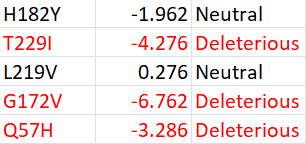 H182Y -1.962 Neutral
T229I -4.276 Deleterious
L219V 0.276 Neutral
G172V -6.762 Deleterious
Q57H -3.286 Deleterious